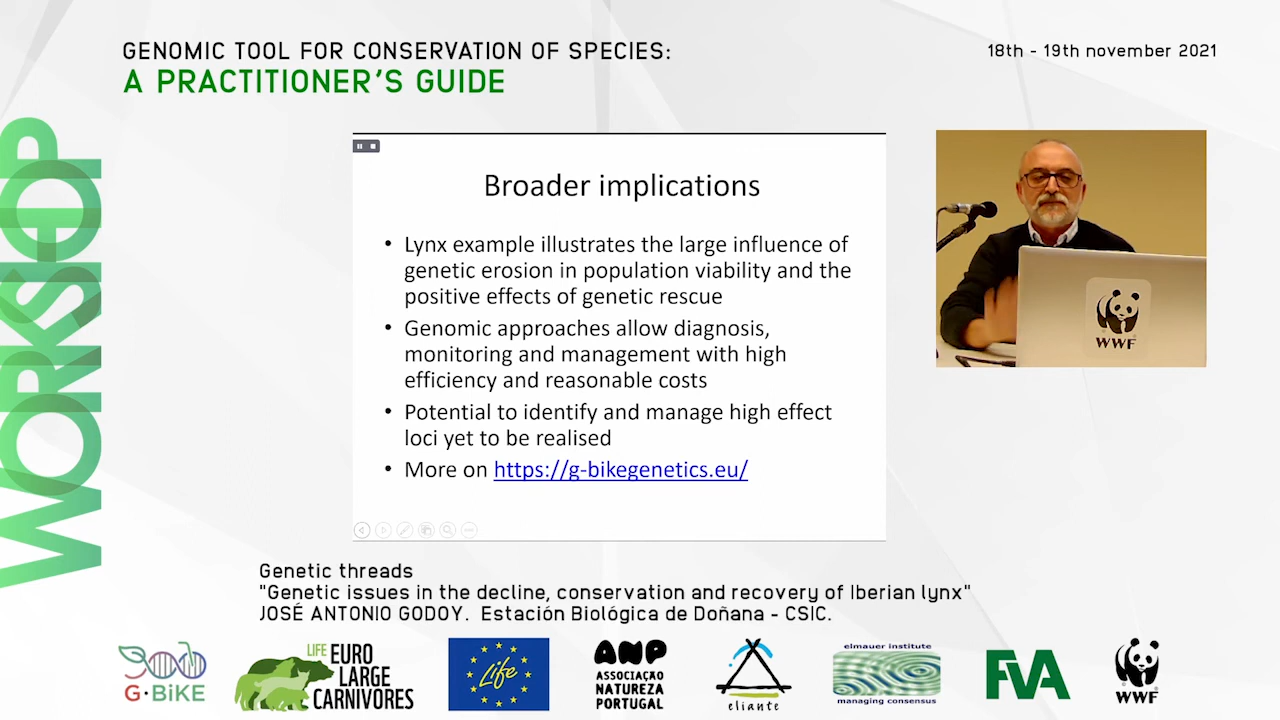 GENOMIC TOOL FOR CONSERVATION OF SPECIES:
A PRACTITIONER'S GUIDE
18th - 19th november 2021
WORKSHOP
Broader implications
• Lynx example illustrates the large influence of
genetic erosion in population viability and the
positive effects of genetic rescue
• Genomic approaches allow diagnosis,
monitoring and management with high
efficiency and reasonable costs
• Potential to identify and manage high effect
loci yet to be realised
• More on https://g-bikegenetics.eu/
WWF
Genetic threads
"Genetic issues in the decline, conservation and recovery of Iberian lynx"
JOSÉ ANTONIO GODOY. Estación Biológica de Doñana - CSIC.
G·BiKE
LIFE EURO
LARGE
CARNIVORES
Life
ANP
ASSOCIAÇÃO
NATUREZA
PORTUGAL
eliante
elmauer institute
managing consensus
FVA
WWF